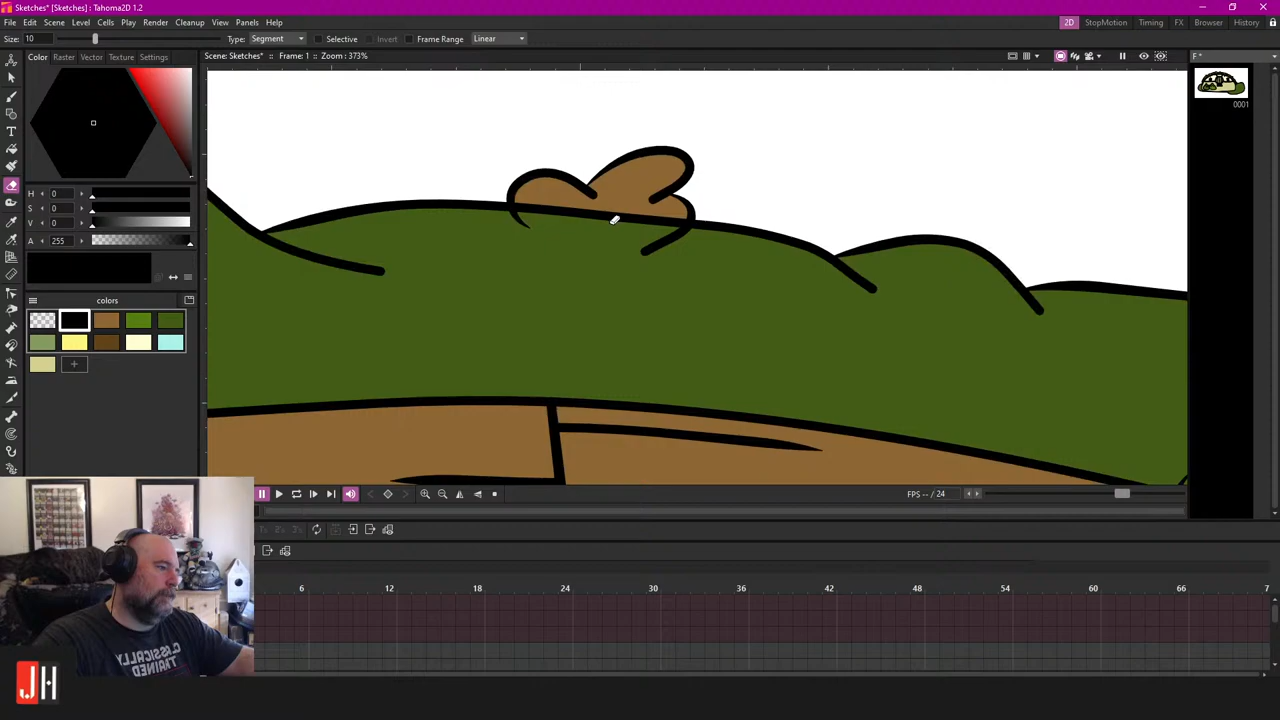 Sketches* [Sketches] : Tahoma2D 1.2
File Edit Scene Level Cells Play Render Cleanup View Panels Help
2D StopMotion Timing FX Browser History
Size: 10 Type: Segment Selective Invert Frame Range Linear
Color Raster Vector Texture Settings
Scene: Sketches* :: Frame: 1 :: Zoom : 373%
F*
0001
H 0
S 0
V 0
A 255
colors
FPS -- / 24
6 12 18 24 30 36 42 48 54 60 66 7
CLASSICALLY
TRAINED
JH